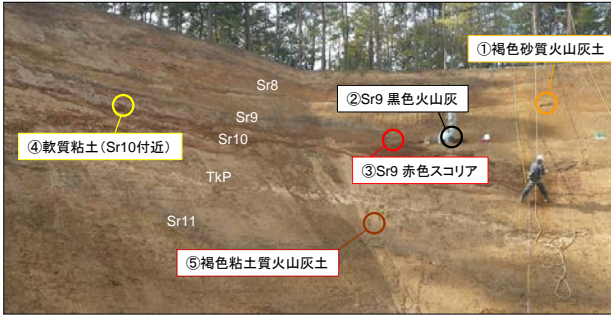 ①褐色砂質火山灰土
Sr8
②Sr9 黒色火山灰
Sr9
④軟質粘土(Sr10付近)
Sr10
③Sr9 赤色スコリア
TkP
Sr11
⑤褐色粘土質火山灰土